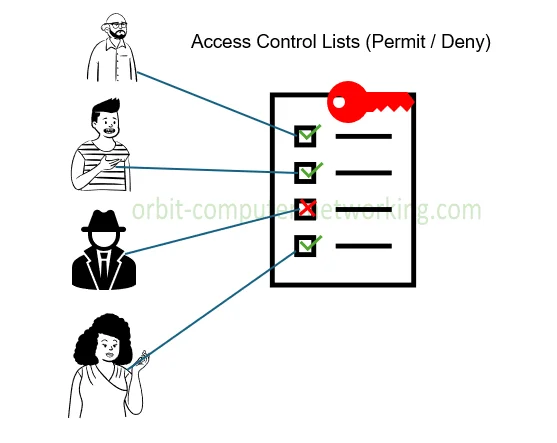 Access Control Lists (Permit / Deny)
orbit-computer-networking.com